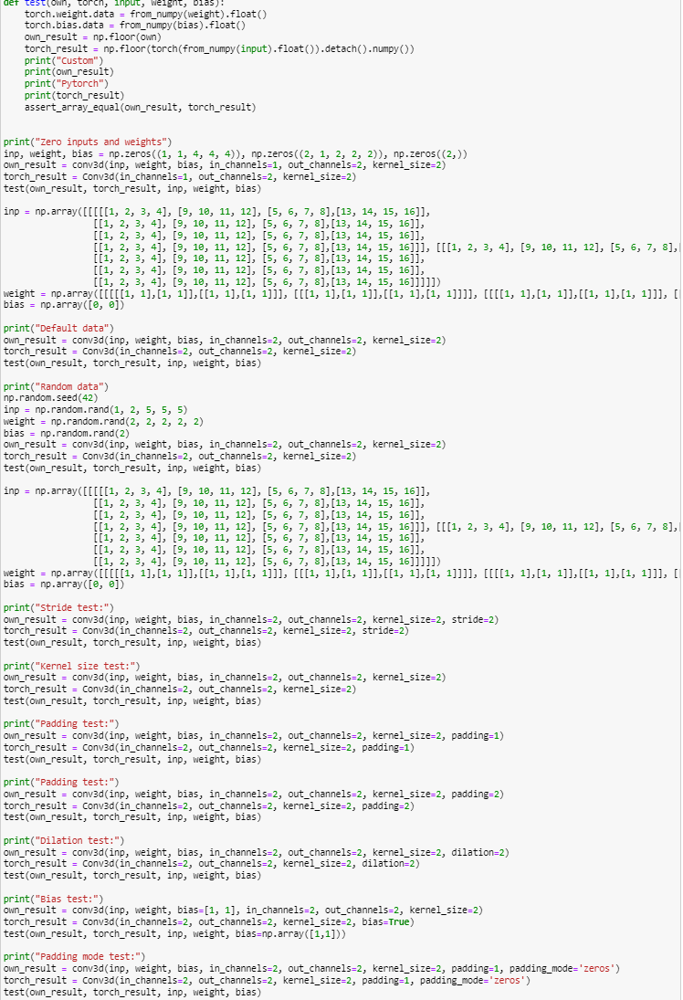 def test(own, torch, input, weight, bias):
    torch.weight.data = from_numpy(weight).float()
    torch.bias.data = from_numpy(bias).float()
    own_result = np.floor(own)
    torch_result = np.floor(torch(from_numpy(input).float()).detach().numpy())
    print("Custom")
    print(own_result)
    print("Pytorch")
    print(torch_result)
    assert_array_equal(own_result, torch_result)
print("Zero inputs and weights")
inp, weight, bias = np.zeros((1, 1, 4, 4, 4)), np.zeros((2, 1, 2, 2, 2)), np.zeros((2,))
own_result = conv3d(inp, weight, bias, in_channels=1, out_channels=2, kernel_size=2)
torch_result = Conv3d(in_channels=1, out_channels=2, kernel_size=2)
test(own_result, torch_result, inp, weight, bias)
inp = np.array([[[[[1, 2, 3, 4], [9, 10, 11, 12], [5, 6, 7, 8],[13, 14, 15, 16]],
                [[1, 2, 3, 4], [9, 10, 11, 12], [5, 6, 7, 8],[13, 14, 15, 16]],
                [[1, 2, 3, 4], [9, 10, 11, 12], [5, 6, 7, 8],[13, 14, 15, 16]],
                [[1, 2, 3, 4], [9, 10, 11, 12], [5, 6, 7, 8],[13, 14, 15, 16]]], [[[1, 2, 3, 4], [9, 10, 11, 12], [5, 6, 7, 8],[
                [[1, 2, 3, 4], [9, 10, 11, 12], [5, 6, 7, 8],[13, 14, 15, 16]],
                [[1, 2, 3, 4], [9, 10, 11, 12], [5, 6, 7, 8],[13, 14, 15, 16]],
                [[1, 2, 3, 4], [9, 10, 11, 12], [5, 6, 7, 8],[13, 14, 15, 16]]]]])
weight = np.array([[[[[1, 1],[1, 1]],[[1, 1],[1, 1]]], [[[1, 1],[1, 1]],[[1, 1],[1, 1]]]], [[[[1, 1],[1, 1]],[[1, 1],[1, 1]]], [[
bias = np.array([0, 0])
print("Default data")
own_result = conv3d(inp, weight, bias, in_channels=2, out_channels=2, kernel_size=2)
torch_result = Conv3d(in_channels=2, out_channels=2, kernel_size=2)
test(own_result, torch_result, inp, weight, bias)
print("Random data")
np.random.seed(42)
inp = np.random.rand(1, 2, 5, 5, 5)
weight = np.random.rand(2, 2, 2, 2, 2)
bias = np.random.rand(2)
own_result = conv3d(inp, weight, bias, in_channels=2, out_channels=2, kernel_size=2)
torch_result = Conv3d(in_channels=2, out_channels=2, kernel_size=2)
test(own_result, torch_result, inp, weight, bias)
inp = np.array([[[[[1, 2, 3, 4], [9, 10, 11, 12], [5, 6, 7, 8],[13, 14, 15, 16]],
                [[1, 2, 3, 4], [9, 10, 11, 12], [5, 6, 7, 8],[13, 14, 15, 16]],
                [[1, 2, 3, 4], [9, 10, 11, 12], [5, 6, 7, 8],[13, 14, 15, 16]],
                [[1, 2, 3, 4], [9, 10, 11, 12], [5, 6, 7, 8],[13, 14, 15, 16]]], [[[1, 2, 3, 4], [9, 10, 11, 12], [5, 6, 7, 8],[
                [[1, 2, 3, 4], [9, 10, 11, 12], [5, 6, 7, 8],[13, 14, 15, 16]],
                [[1, 2, 3, 4], [9, 10, 11, 12], [5, 6, 7, 8],[13, 14, 15, 16]],
                [[1, 2, 3, 4], [9, 10, 11, 12], [5, 6, 7, 8],[13, 14, 15, 16]]]]])
weight = np.array([[[[[1, 1],[1, 1]],[[1, 1],[1, 1]]], [[[1, 1],[1, 1]],[[1, 1],[1, 1]]]], [[[[1, 1],[1, 1]],[[1, 1],[1, 1]]], [[
bias = np.array([0, 0])
print("Stride test:")
own_result = conv3d(inp, weight, bias, in_channels=2, out_channels=2, kernel_size=2, stride=2)
torch_result = Conv3d(in_channels=2, out_channels=2, kernel_size=2, stride=2)
test(own_result, torch_result, inp, weight, bias)
print("Kernel size test:")
own_result = conv3d(inp, weight, bias, in_channels=2, out_channels=2, kernel_size=2)
torch_result = Conv3d(in_channels=2, out_channels=2, kernel_size=2)
test(own_result, torch_result, inp, weight, bias)
print("Padding test:")
own_result = conv3d(inp, weight, bias, in_channels=2, out_channels=2, kernel_size=2, padding=1)
torch_result = Conv3d(in_channels=2, out_channels=2, kernel_size=2, padding=1)
test(own_result, torch_result, inp, weight, bias)
print("Padding test:")
own_result = conv3d(inp, weight, bias, in_channels=2, out_channels=2, kernel_size=2, padding=2)
torch_result = Conv3d(in_channels=2, out_channels=2, kernel_size=2, padding=2)
test(own_result, torch_result, inp, weight, bias)
print("Dilation test:")
own_result = conv3d(inp, weight, bias, in_channels=2, out_channels=2, kernel_size=2, dilation=2)
torch_result = Conv3d(in_channels=2, out_channels=2, kernel_size=2, dilation=2)
test(own_result, torch_result, inp, weight, bias)
print("Bias test:")
own_result = conv3d(inp, weight, bias=[1, 1], in_channels=2, out_channels=2, kernel_size=2)
torch_result = Conv3d(in_channels=2, out_channels=2, kernel_size=2, bias=True)
test(own_result, torch_result, inp, weight, bias=np.array([1,1]))
print("Padding mode test:")
own_result = conv3d(inp, weight, bias, in_channels=2, out_channels=2, kernel_size=2, padding=1, padding_mode='zeros')
torch_result = Conv3d(in_channels=2, out_channels=2, kernel_size=2, padding=1, padding_mode='zeros')
test(own_result, torch_result, inp, weight, bias)